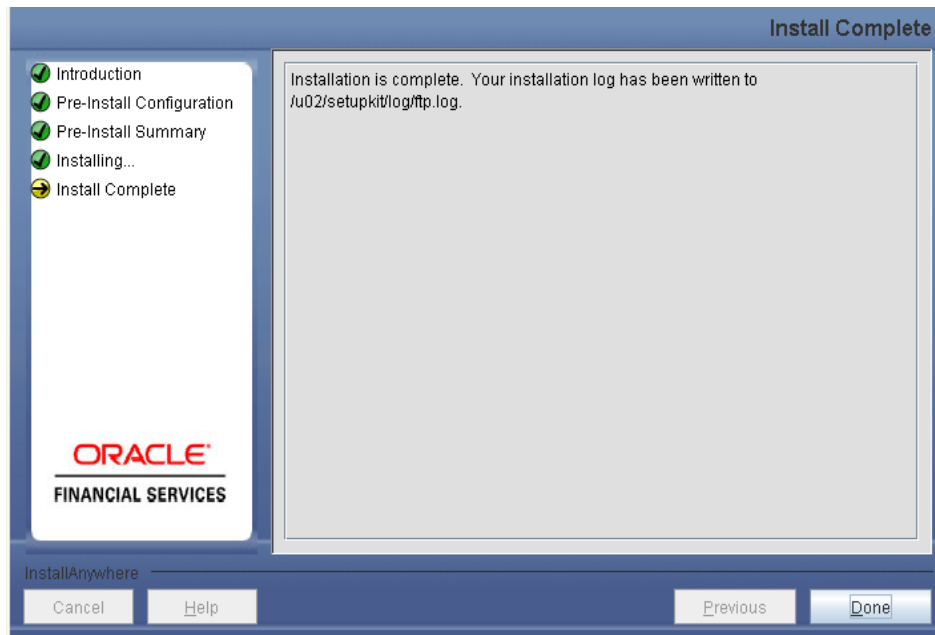 Install Complete
Introduction
Pre-Install Configuration
Pre-Install Summary
Installing...
Install Complete
Installation is complete. Your installation log has been written to
/u02/setupkit/log/ftp.log.
ORACLE
FINANCIAL SERVICES
InstallAnywhere
Cancel
Help
Previous
Done